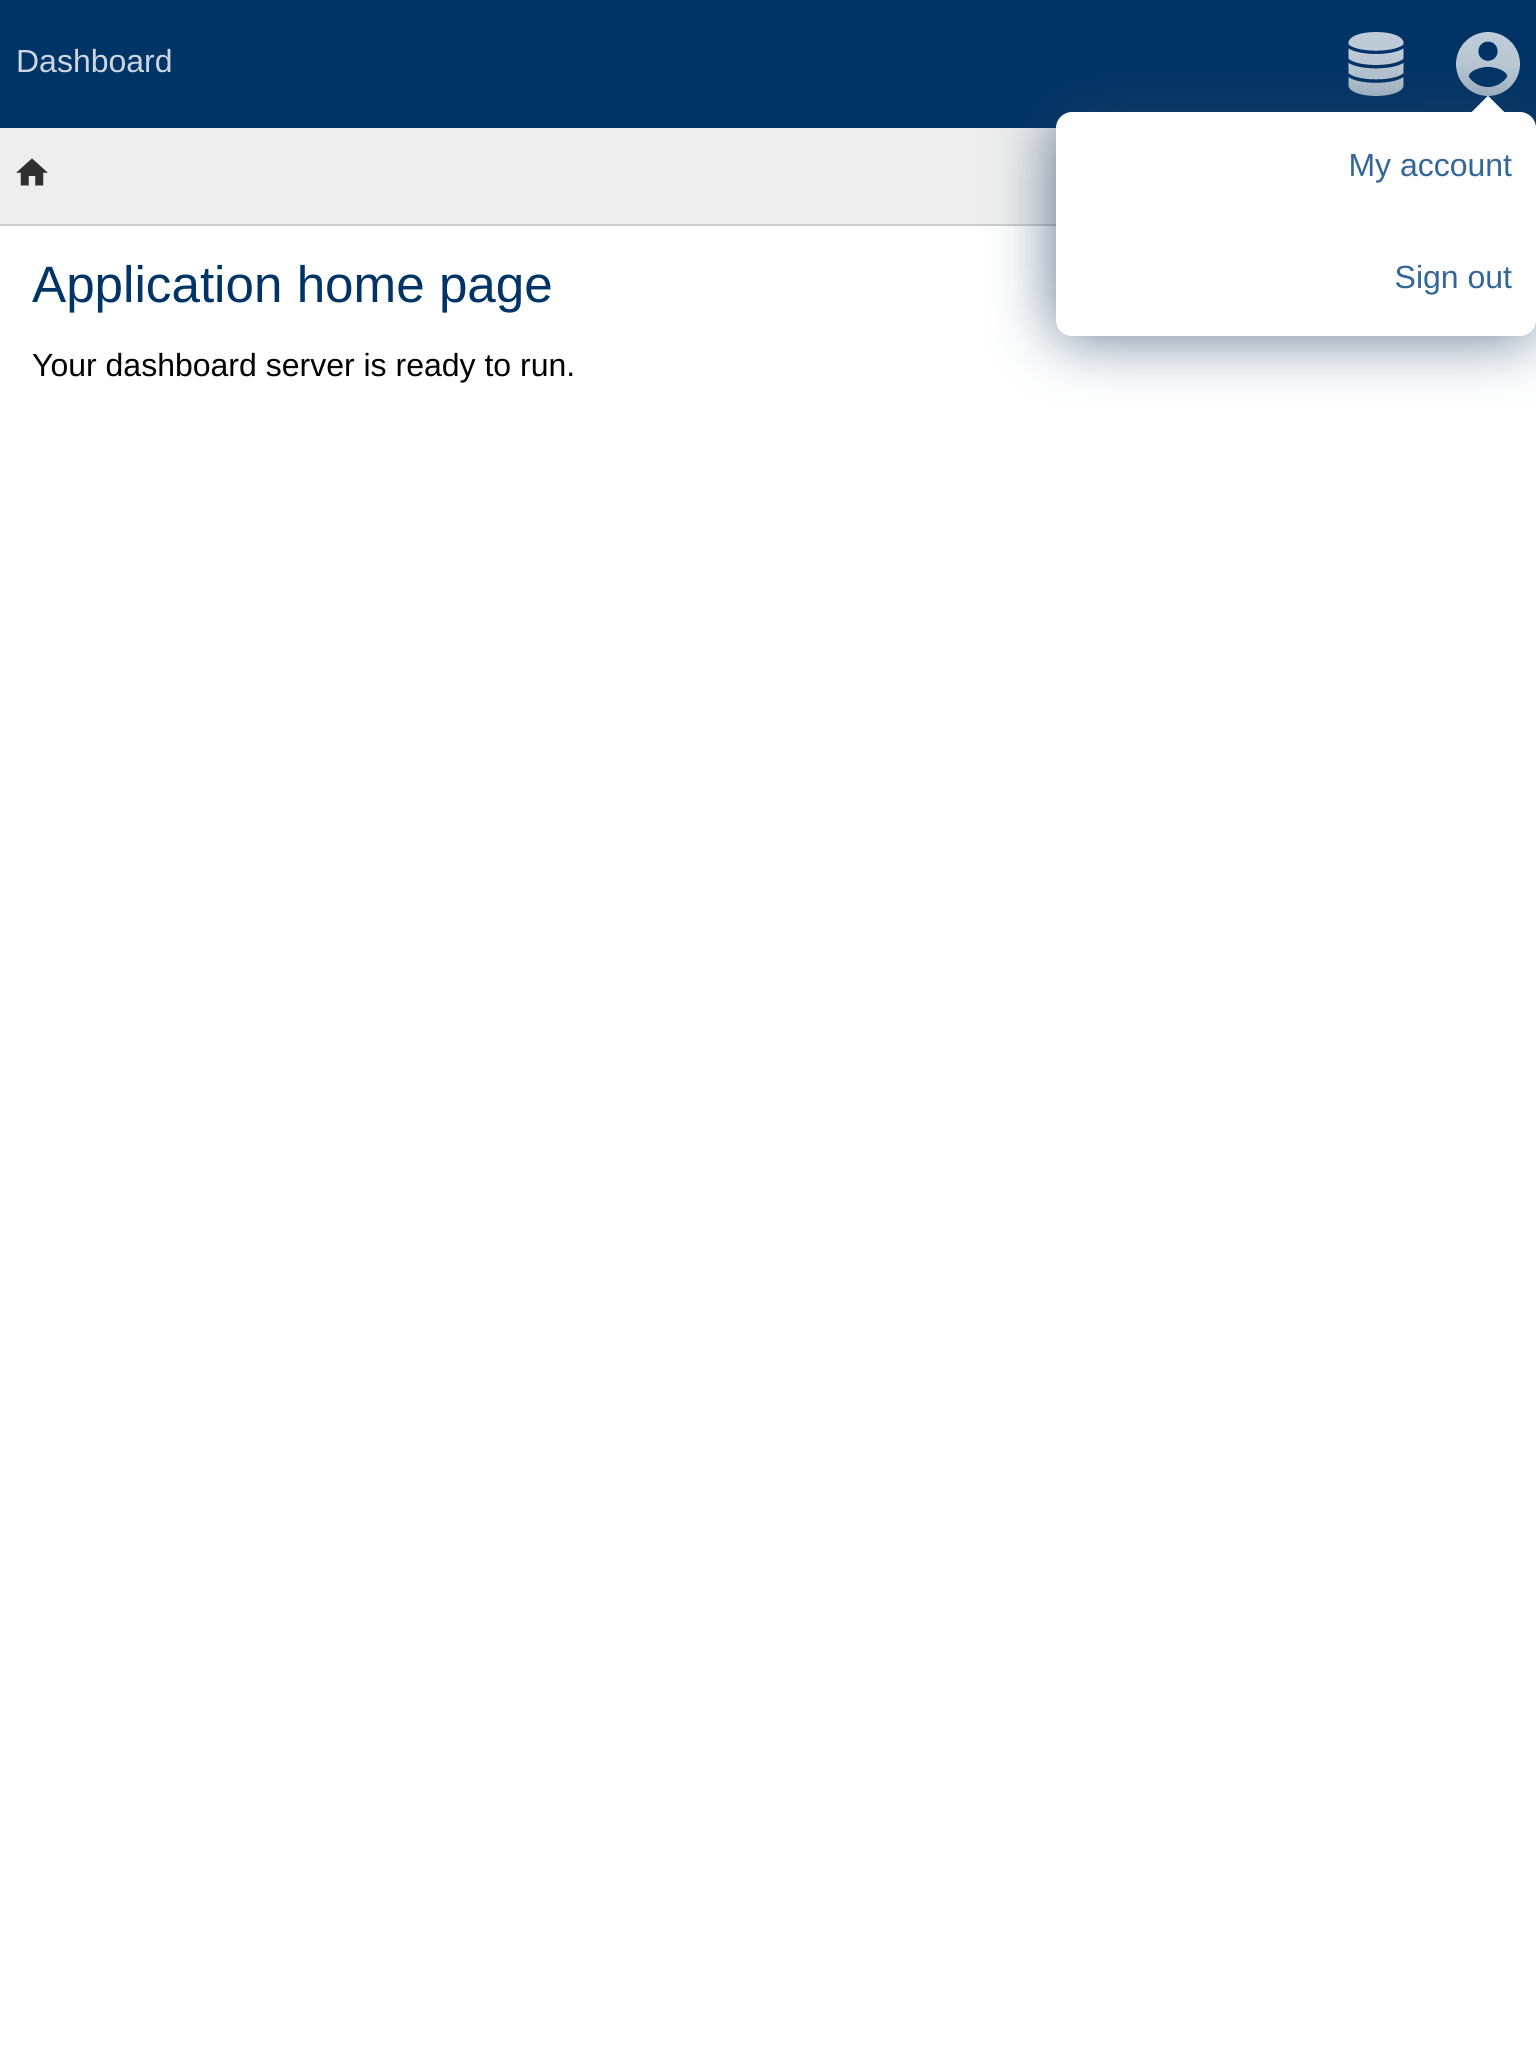 Dashboard
My account
Sign out
Application home page
Your dashboard server is ready to run.